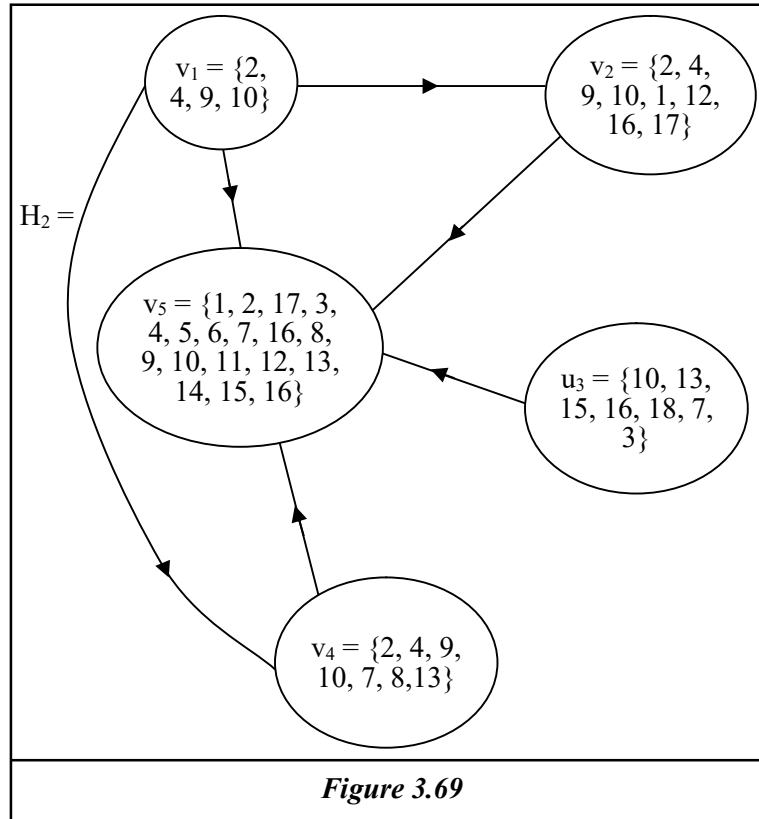 v₁ = {2,
4, 9, 10}
v₂ = {2, 4,
9, 10, 1, 12,
16, 17}
H₂ =
v₅ = {1, 2, 17, 3,
4, 5, 6, 7, 16, 8,
9, 10, 11, 12, 13,
14, 15, 16}
u₃ = {10, 13,
15, 16, 18, 7,
3}
v₄ = {2, 4, 9,
10, 7, 8,13}
Figure 3.69